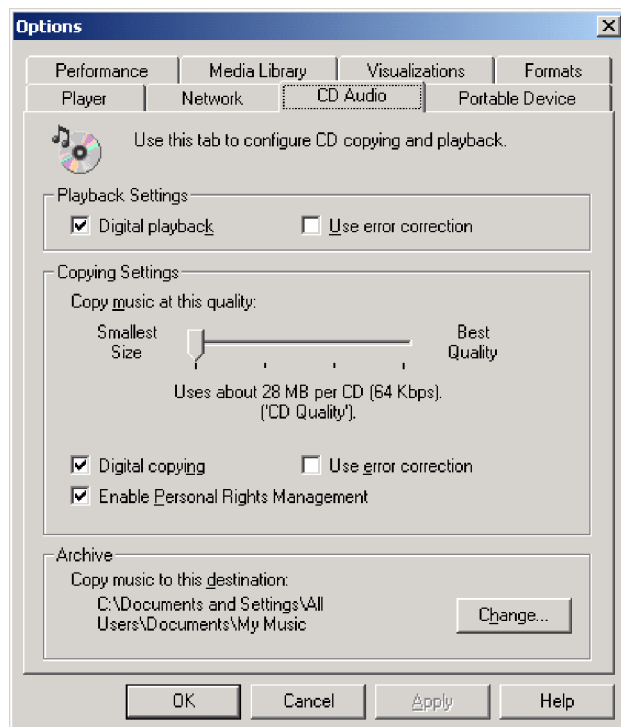 Options
Performance Media Library Visualizations Formats
Player Network CD Audio Portable Device
Use this tab to configure CD copying and playback.
Playback Settings
Digital playback Use error correction
Copying Settings
Copy music at this quality:
Smallest Size
Best Quality
Uses about 28 MB per CD (64 Kbps).
('CD Quality').
Digital copying Use error correction
Enable Personal Rights Management
Archive
Copy music to this destination:
C:\Documents and Settings\All
Users\Documents\My Music
Change...
OK Cancel Apply Help